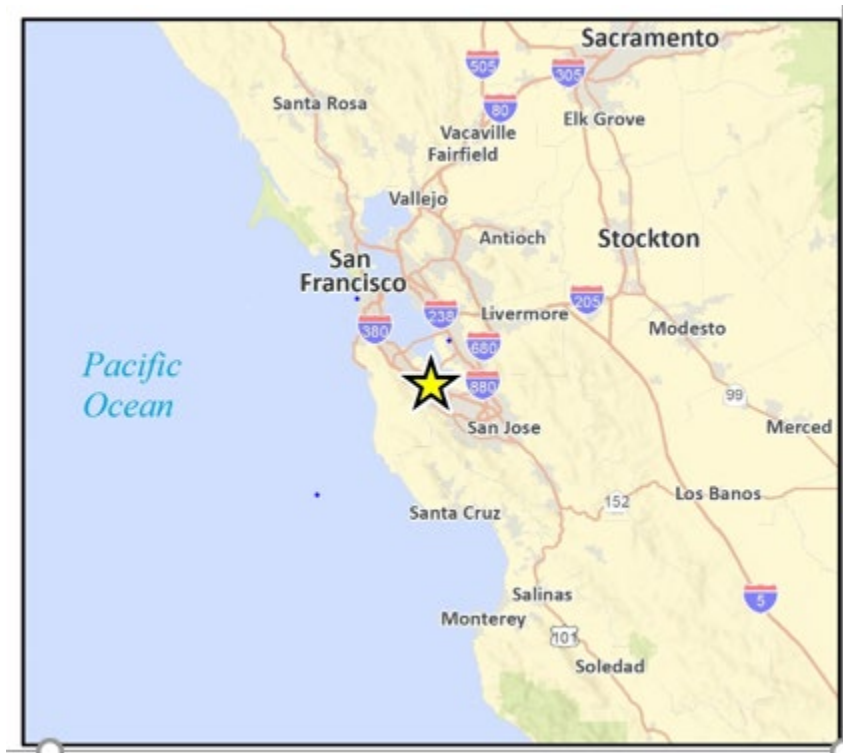 Sacramento
505
305
80
Santa Rosa
Elk Grove
Vacaville
Fairfield
Vallejo
Antioch
Stockton
San
Francisco
205
238
Livermore
380
Modesto
680
Pacific
Ocean
880
99
San Jose
Merced
Los Banos
152
Santa Cruz
Salinas
5
Monterey
101
Soledad